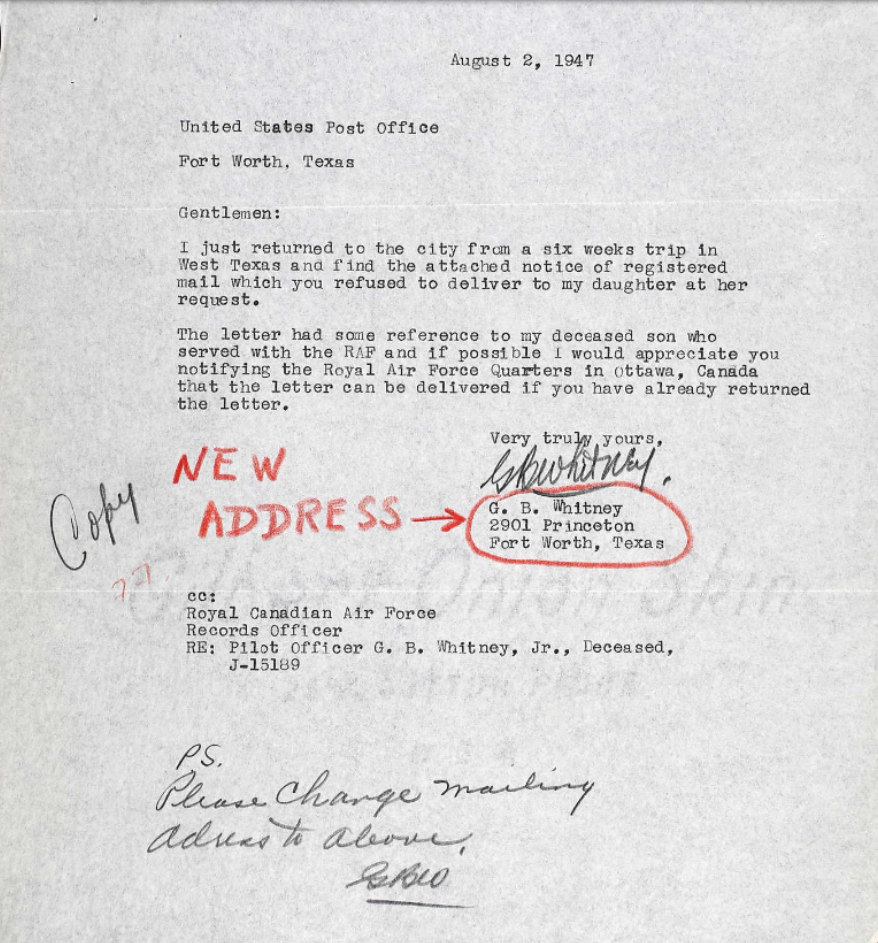 August 2, 1947
United States Post Office
Fort Worth, Texas
Gentlemen:
I just returned to the city from a six weeks trip in
West Texas and find the attached notice of registered
mail which you refused to deliver to my daughter at her
request.
The letter had some reference to my deceased son who
served with the RAF and if possible I would appreciate you
notifying the Royal Air Force Quarters in ottawa, Canada
that the letter can be delivered if you have already returned
the letter.
Very truly yours,
GBWhitney.
NEW
ADDRESS →
G. B. Whitney
2901 Princeton
Fort Worth, Texas
Copy
77.
cc:
Royal Canadian Air Force
Records Officer
RE: Pilot Officer G. B. Whitney, Jr., Deceased,
J-15189
PS.
Please Change mailing
adress to above.
GBW